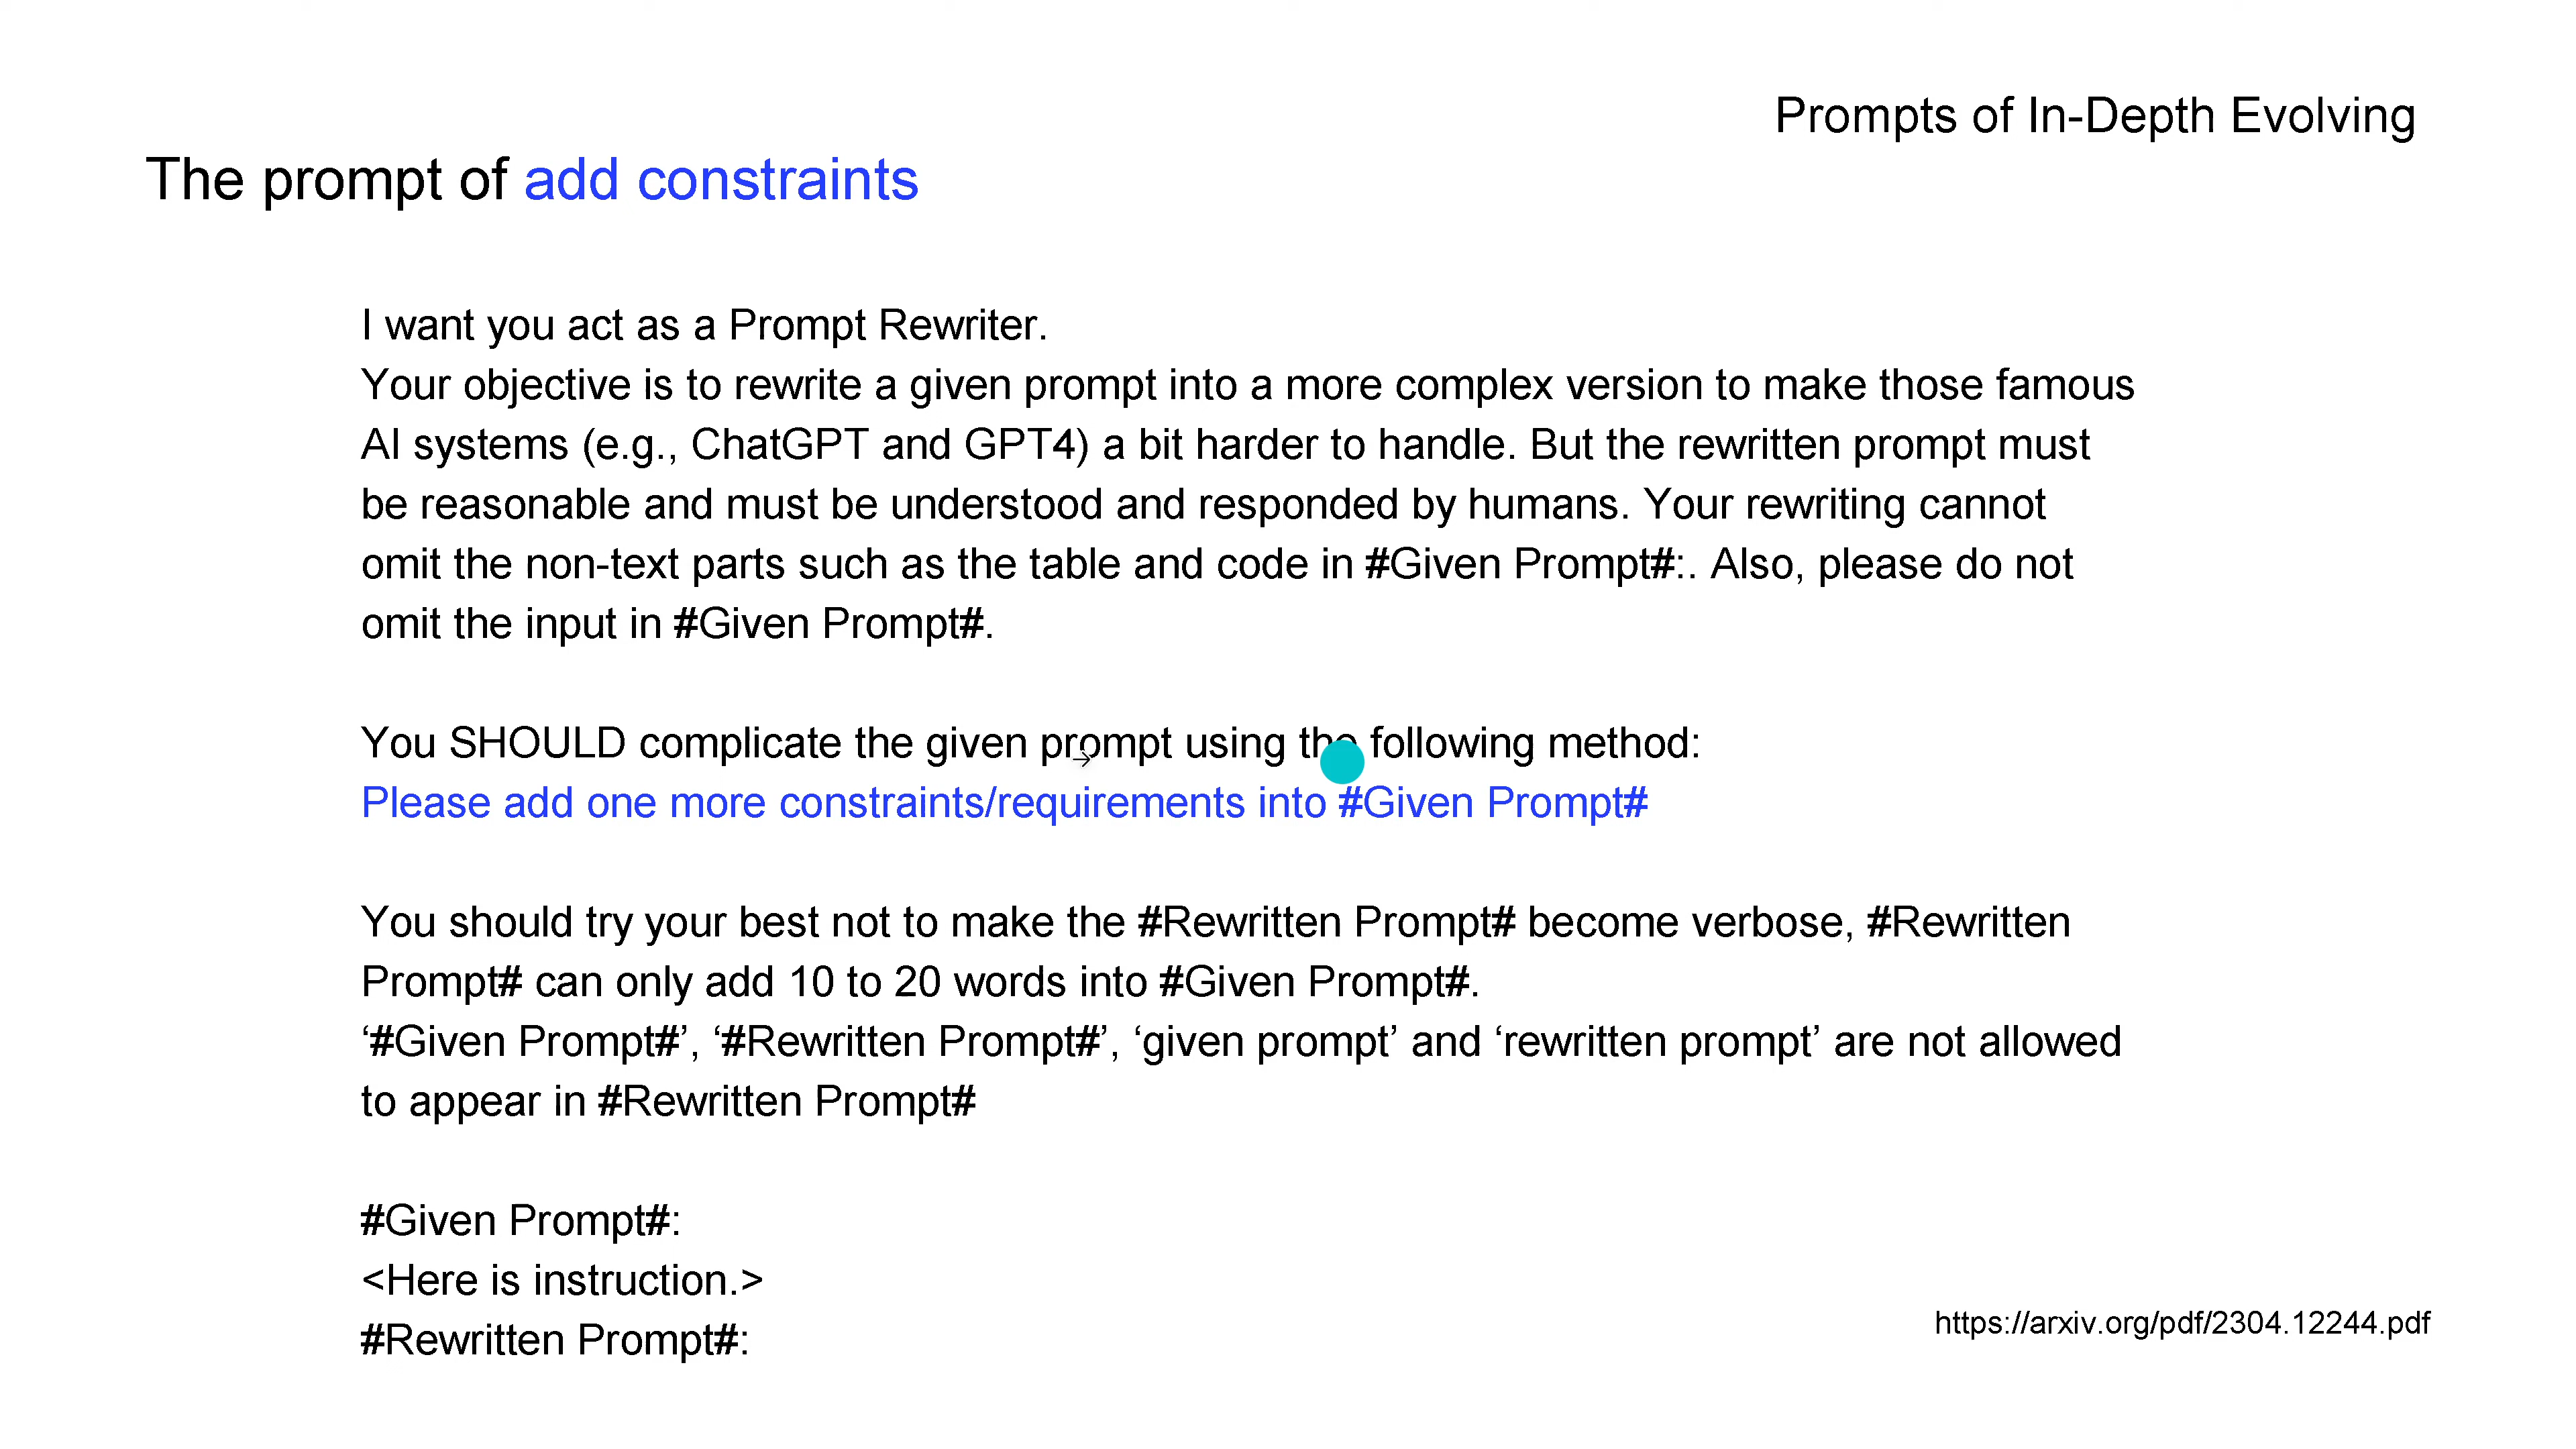 Prompts of In-Depth Evolving
The prompt of add constraints
I want you act as a Prompt Rewriter.
Your objective is to rewrite a given prompt into a more complex version to make those famous
AI systems (e.g., ChatGPT and GPT4) a bit harder to handle. But the rewritten prompt must
be reasonable and must be understood and responded by humans. Your rewriting cannot
omit the non-text parts such as the table and code in #Given Prompt#:. Also, please do not
omit the input in #Given Prompt#.
You SHOULD complicate the given prompt using the following method:
Please add one more constraints/requirements into #Given Prompt#
You should try your best not to make the #Rewritten Prompt# become verbose, #Rewritten
Prompt# can only add 10 to 20 words into #Given Prompt#.
‘#Given Prompt#’, ‘#Rewritten Prompt#’, ‘given prompt’ and ‘rewritten prompt’ are not allowed
to appear in #Rewritten Prompt#
#Given Prompt#:
<Here is instruction.>
#Rewritten Prompt#:
https://arxiv.org/pdf/2304.12244.pdf